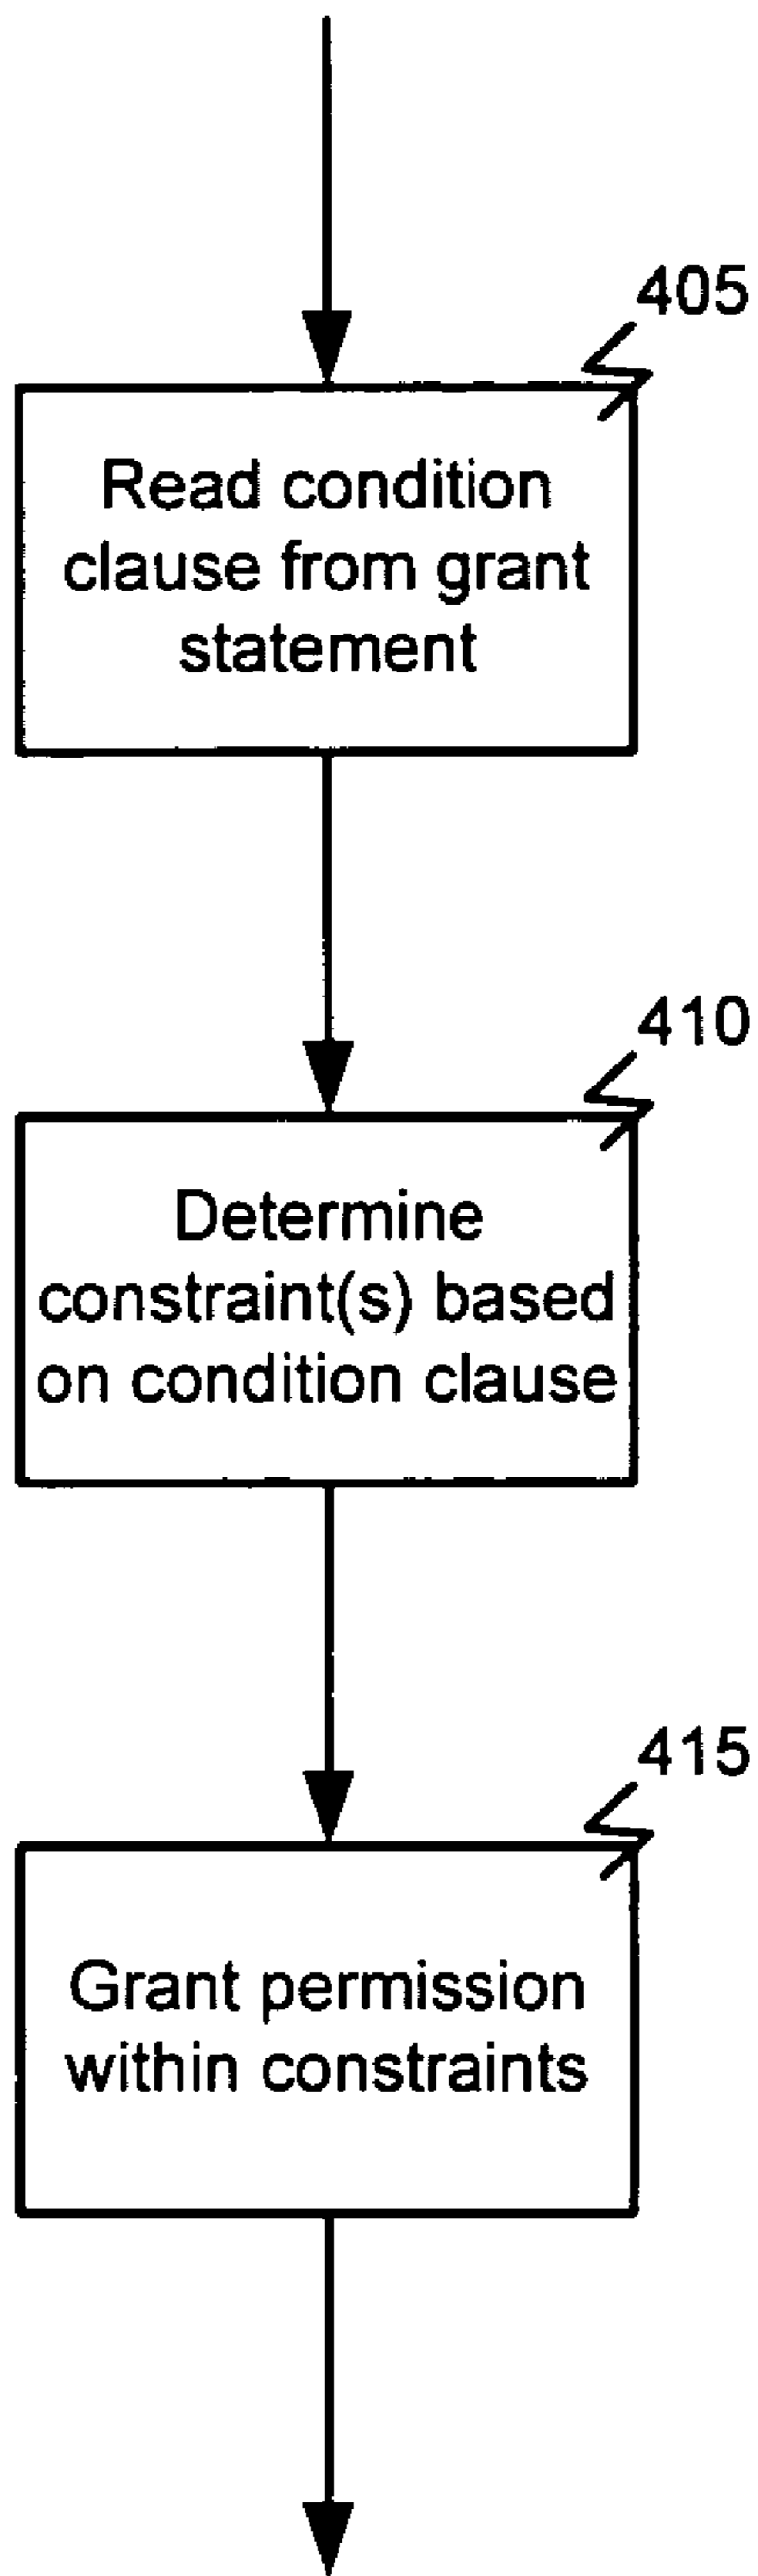 405
Read condition
clause from grant
statement
410
Determine
constraint(s) based
on condition clause
415
Grant permission
within constraints